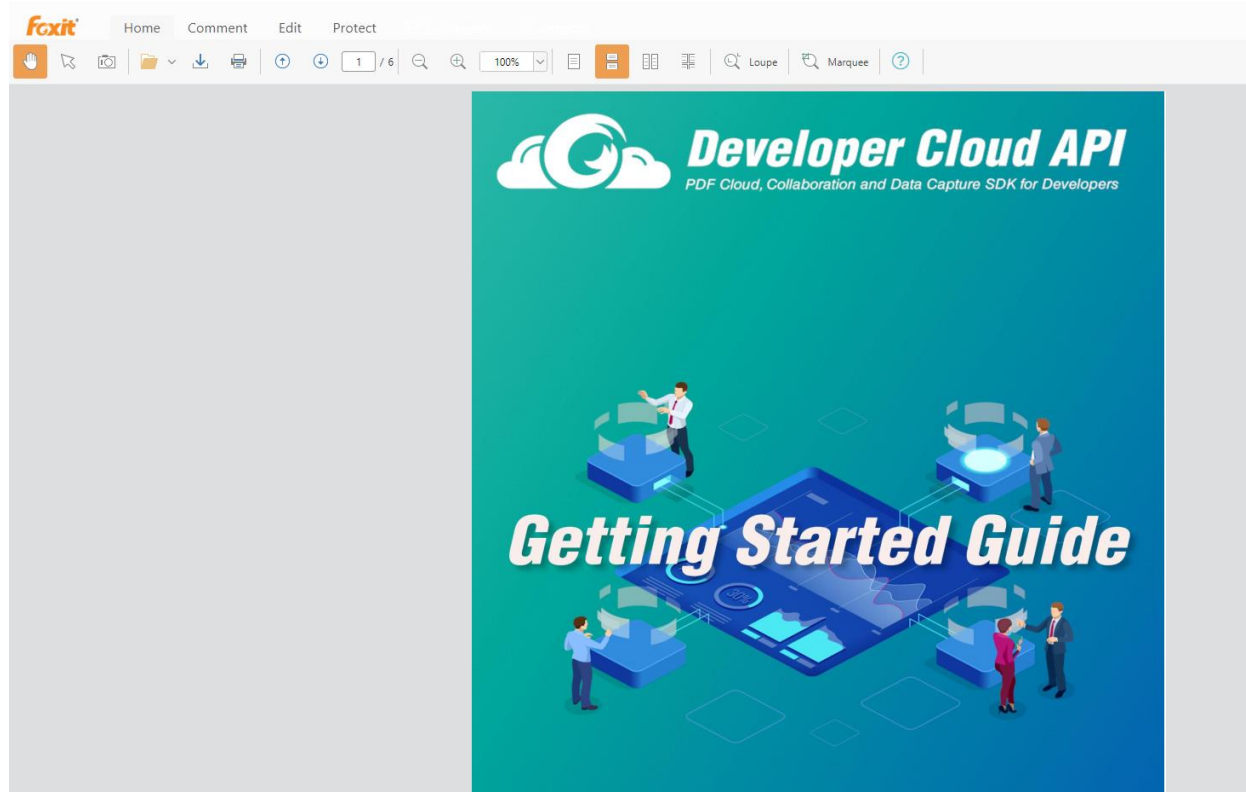 Foxit
Home Comment Edit Protect
1 / 6 100% Loupe Marquee ?
Developer Cloud API
PDF Cloud, Collaboration and Data Capture SDK for Developers
Getting Started Guide
30%